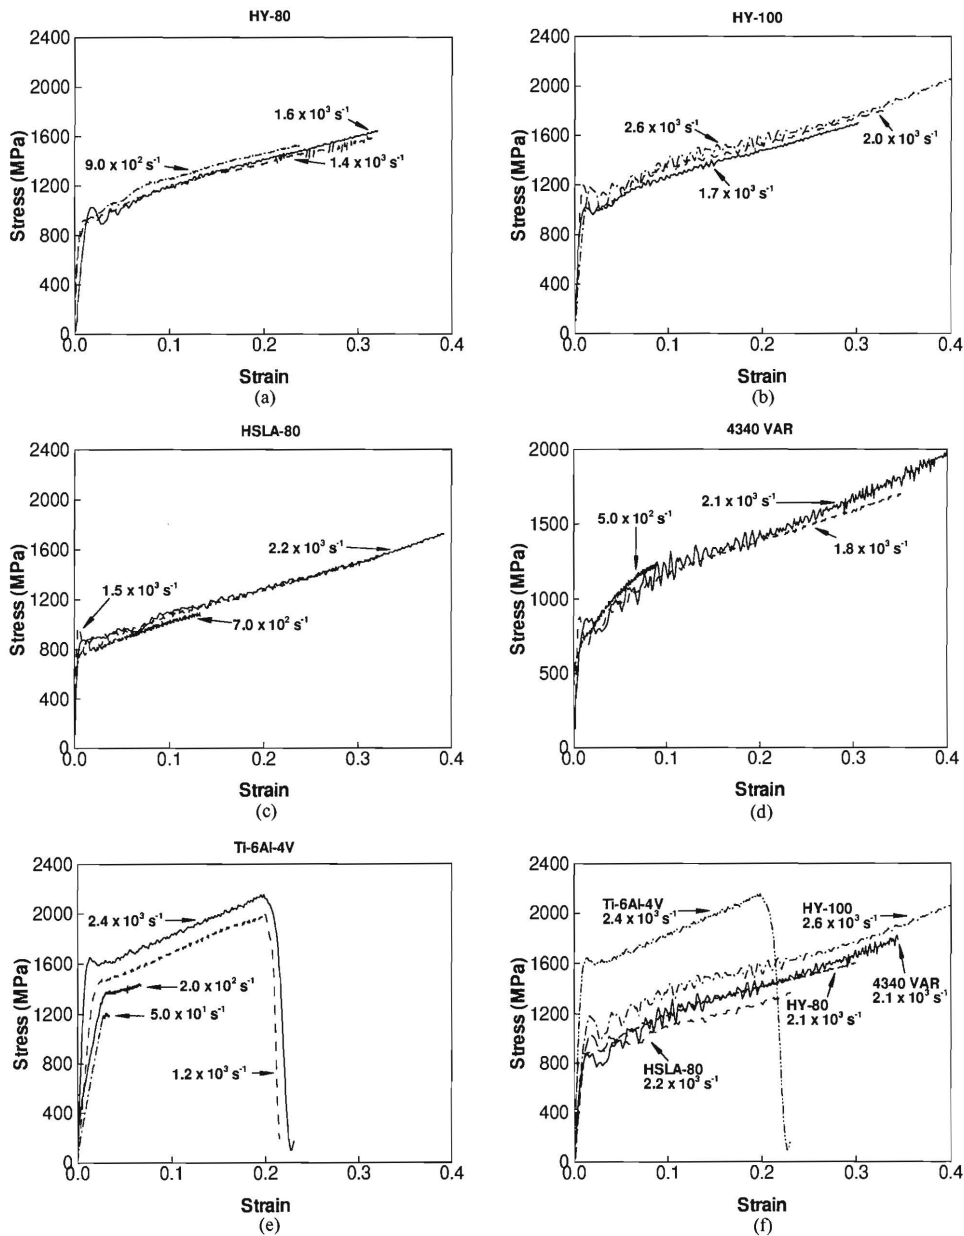 HY-80
2400
2000
1600
1200
800
400
0
Stress (MPa)
1.6 x 10³ s⁻¹
9.0 x 10² s⁻¹
1.4 x 10³ s⁻¹
0.0 0.1 0.2 0.3 0.4
Strain
(a)
HY-100
2400
2000
1600
1200
800
400
0
Stress (MPa)
2.6 x 10³ s⁻¹
2.0 x 10³ s⁻¹
1.7 x 10³ s⁻¹
0.0 0.1 0.2 0.3 0.4
Strain
(b)
HSLA-80
2400
2000
1600
1200
800
400
0
Stress (MPa)
2.2 x 10³ s⁻¹
1.5 x 10³ s⁻¹
7.0 x 10² s⁻¹
0.0 0.1 0.2 0.3 0.4
Strain
(c)
4340 VAR
2000
1500
1000
500
0
Stress (MPa)
2.1 x 10³ s⁻¹
5.0 x 10² s⁻¹
1.8 x 10³ s⁻¹
0.0 0.1 0.2 0.3 0.4
Strain
(d)
Ti-6Al-4V
2400
2000
1600
1200
800
400
0
Stress (MPa)
2.4 x 10³ s⁻¹
2.0 x 10² s⁻¹
5.0 x 10¹ s⁻¹
1.2 x 10³ s⁻¹
0.0 0.1 0.2 0.3 0.4
Strain
(e)
2400
2000
1600
1200
800
400
0
Stress (MPa)
Ti-6Al-4V
2.4 x 10³ s⁻¹
HY-100
2.6 x 10³ s⁻¹
4340 VAR
2.1 x 10³ s⁻¹
HY-80
2.1 x 10³ s⁻¹
HSLA-80
2.2 x 10³ s⁻¹
0.0 0.1 0.2 0.3 0.4
Strain
(f)